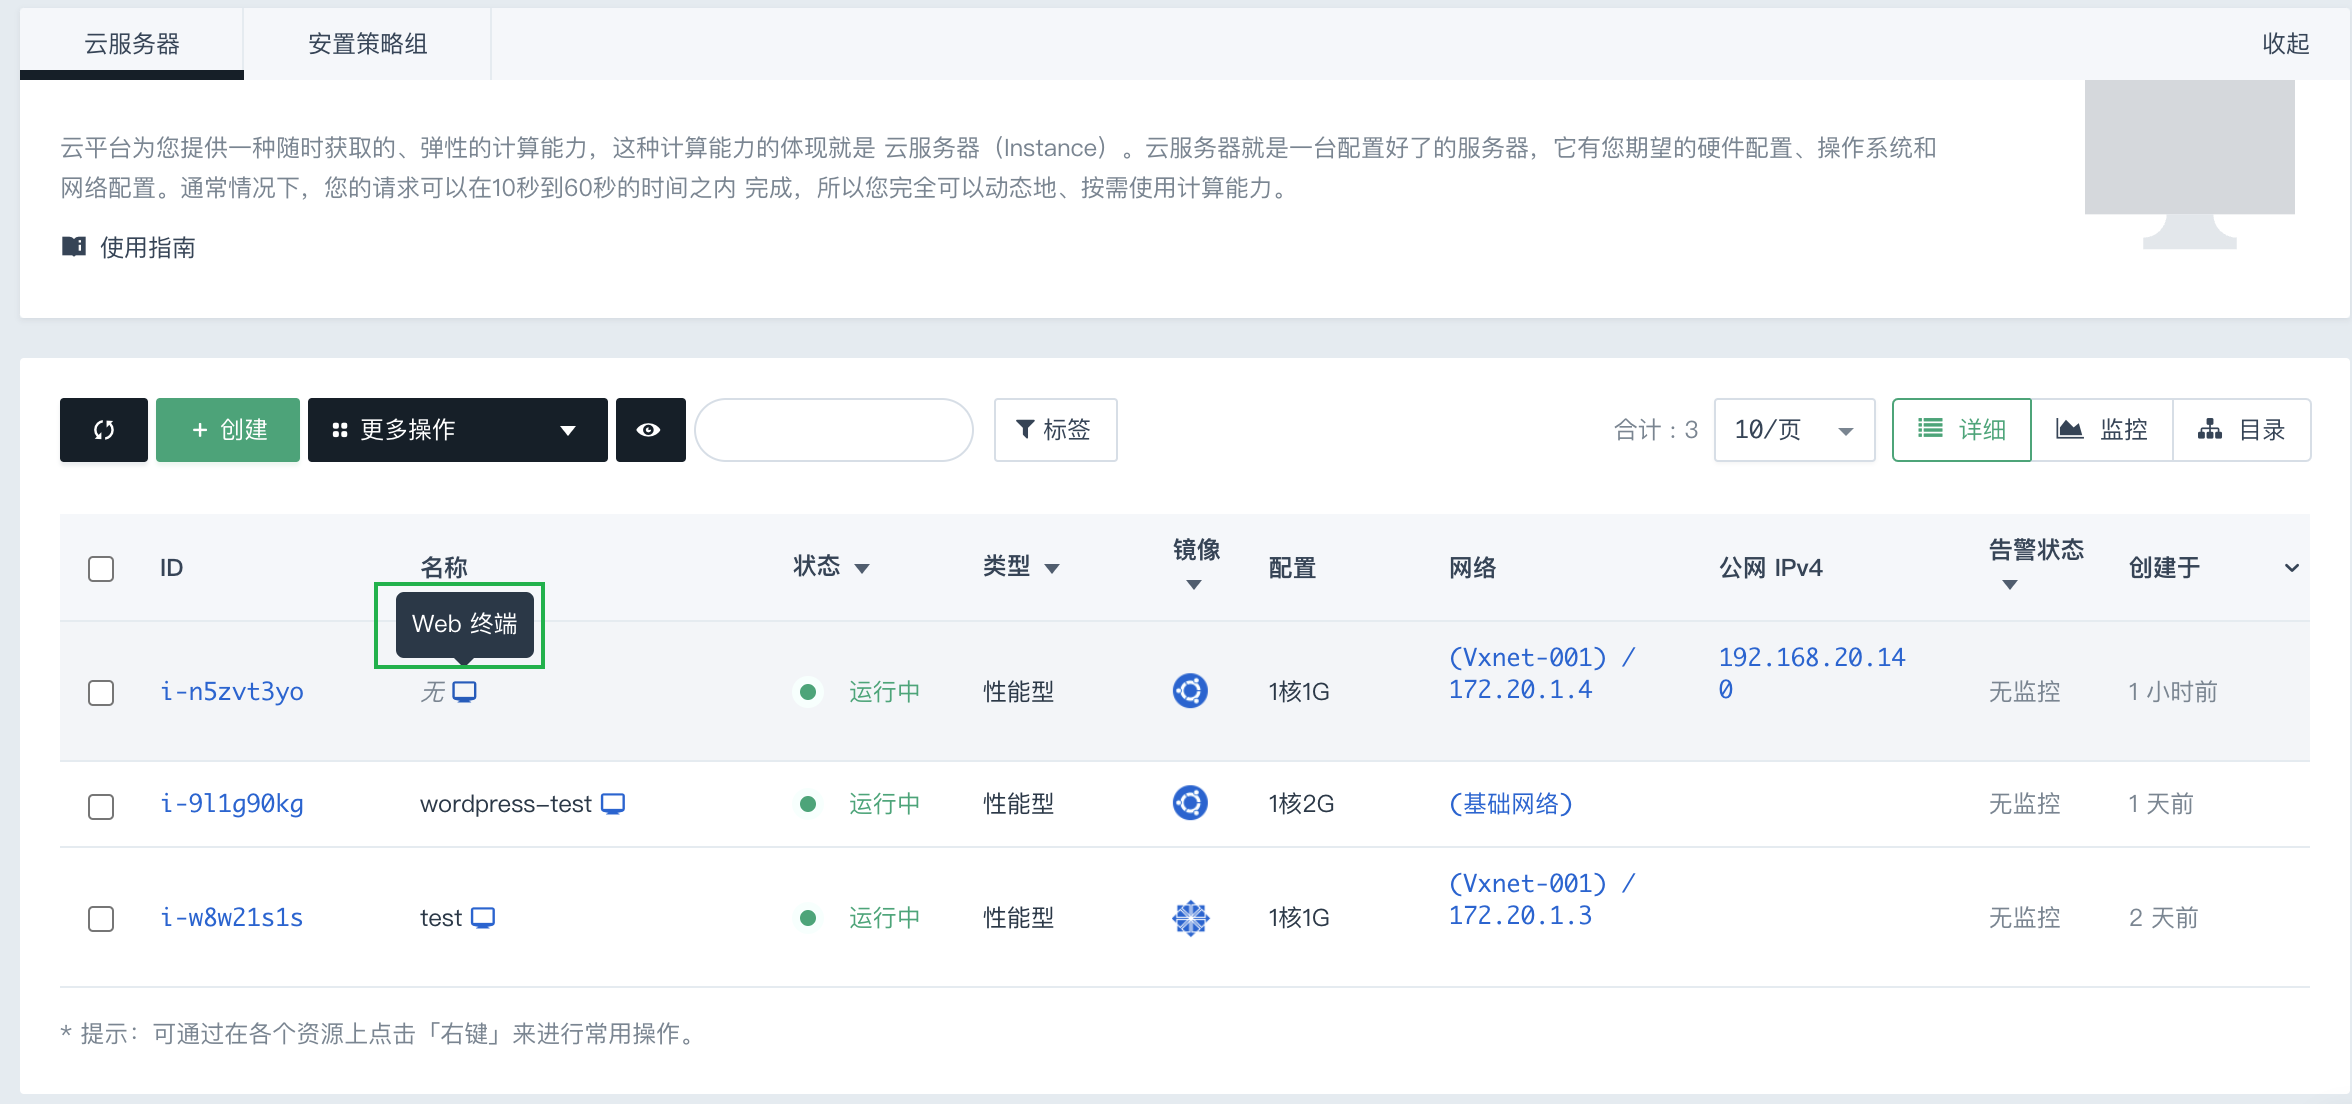 云服务器 安置策略组 收起
云平台为您提供一种随时获取的、弹性的计算能力，这种计算能力的体现就是 云服务器（Instance）。云服务器就是一台配置好了的服务器，它有您期望的硬件配置、操作系统和
网络配置。通常情况下，您的请求可以在10秒到60秒的时间之内 完成，所以您完全可以动态地、按需使用计算能力。
使用指南
+ 创建 更多操作 标签 合计：3 10/页 详细 监控 目录
ID 名称 状态 类型 镜像 配置 网络 公网 IPv4 告警状态 创建于
Web 终端
i-n5zvt3yo 无 运行中 性能型 1核1G (Vxnet-001) / 192.168.20.14 无监控 1 小时前
172.20.1.4 0
i-9l1g90kg wordpress-test 运行中 性能型 1核2G (基础网络) 无监控 1 天前
i-w8w21s1s test 运行中 性能型 1核1G (Vxnet-001) / 无监控 2 天前
172.20.1.3
* 提示：可通过在各个资源上点击「右键」来进行常用操作。